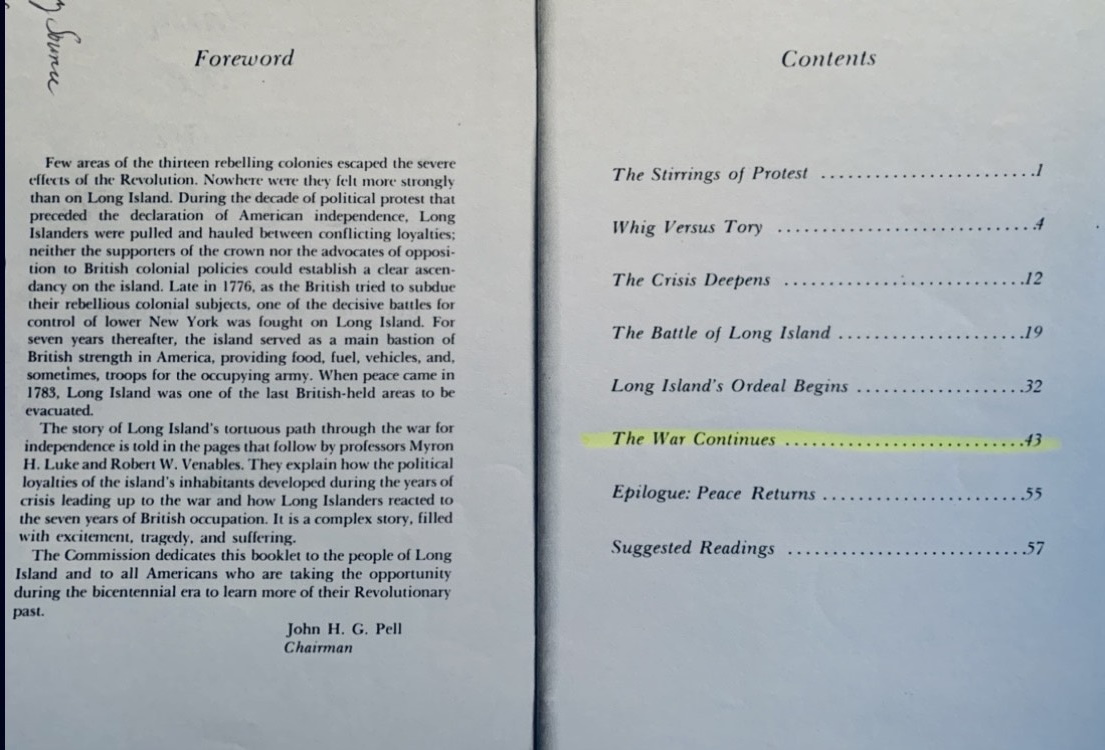 Foreword
Few areas of the thirteen rebelling colonies escaped the severe
effects of the Revolution. Nowhere were they felt more strongly
than on Long Island. During the decade of political protest that
preceded the declaration of American independence, Long
Islanders were pulled and hauled between conflicting loyalties;
neither the supporters of the crown nor the advocates of opposi-
tion to British colonial policies could establish a clear ascen-
dancy on the island. Late in 1776, as the British tried to subdue
their rebellious colonial subjects, one of the decisive battles for
control of lower New York was fought on Long Island. For
seven years thereafter, the island served as a main bastion of
British strength in America, providing food, fuel, vehicles, and,
sometimes, troops for the occupying army. When peace came in
1783, Long Island was one of the last British-held areas to be
evacuated.
The story of Long Island's tortuous path through the war for
independence is told in the pages that follow by professors Myron
H. Luke and Robert W. Venables. They explain how the political
loyalties of the island's inhabitants developed during the years of
crisis leading up to the war and how Long Islanders reacted to
the seven years of British occupation. It is a complex story, filled
with excitement, tragedy, and suffering.
The Commission dedicates this booklet to the people of Long
Island and to all Americans who are taking the opportunity
during the bicentennial era to learn more of their Revolutionary
past.
John H. G. Pell
Chairman
Contents
The Stirrings of Protest ........................1
Whig Versus Tory ............................4
The Crisis Deepens ..........................12
The Battle of Long Island ....................19
Long Island's Ordeal Begins ..................32
The War Continues ..........................43
Epilogue: Peace Returns ......................55
Suggested Readings ..........................57